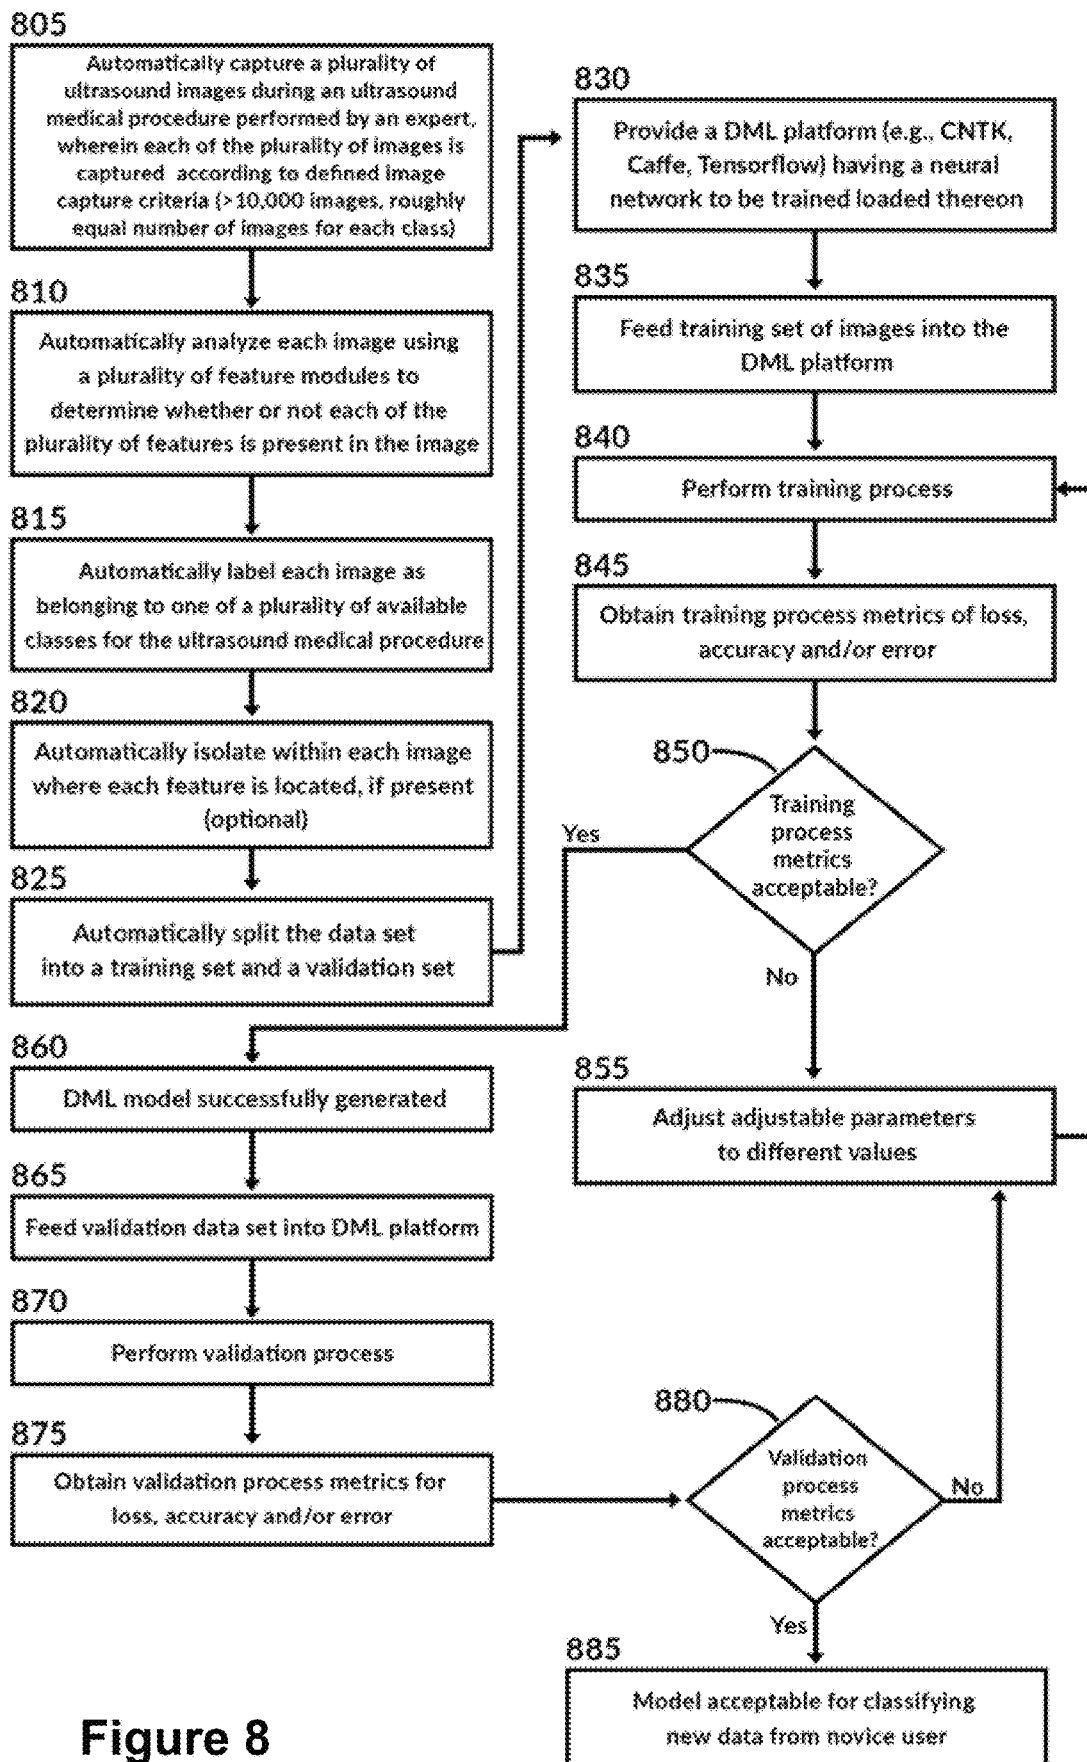 805
Automatically capture a plurality of
ultrasound images during an ultrasound
medical procedure performed by an expert,
wherein each of the plurality of images is
captured according to defined image
capture criteria (>10,000 images, roughly
equal number of images for each class)
810
Automatically analyze each image using
a plurality of feature modules to
determine whether or not each of the
plurality of features is present in the image
815
Automatically label each image as
belonging to one of a plurality of available
classes for the ultrasound medical procedure
820
Automatically isolate within each image
where each feature is located, if present
(optional)
825
Automatically split the data set
into a training set and a validation set
830
Provide a DML platform (e.g., CNTK,
Caffe, Tensorflow) having a neural
network to be trained loaded thereon
835
Feed training set of images into the
DML platform
840
Perform training process
845
Obtain training process metrics of loss,
accuracy and/or error
850
Training
process
metrics
acceptable?
Yes
No
855
Adjust adjustable parameters
to different values
860
DML model successfully generated
865
Feed validation data set into DML platform
870
Perform validation process
875
Obtain validation process metrics for
loss, accuracy and/or error
880
Validation
process
metrics
acceptable?
No
Yes
885
Model acceptable for classifying
new data from novice user
Figure 8